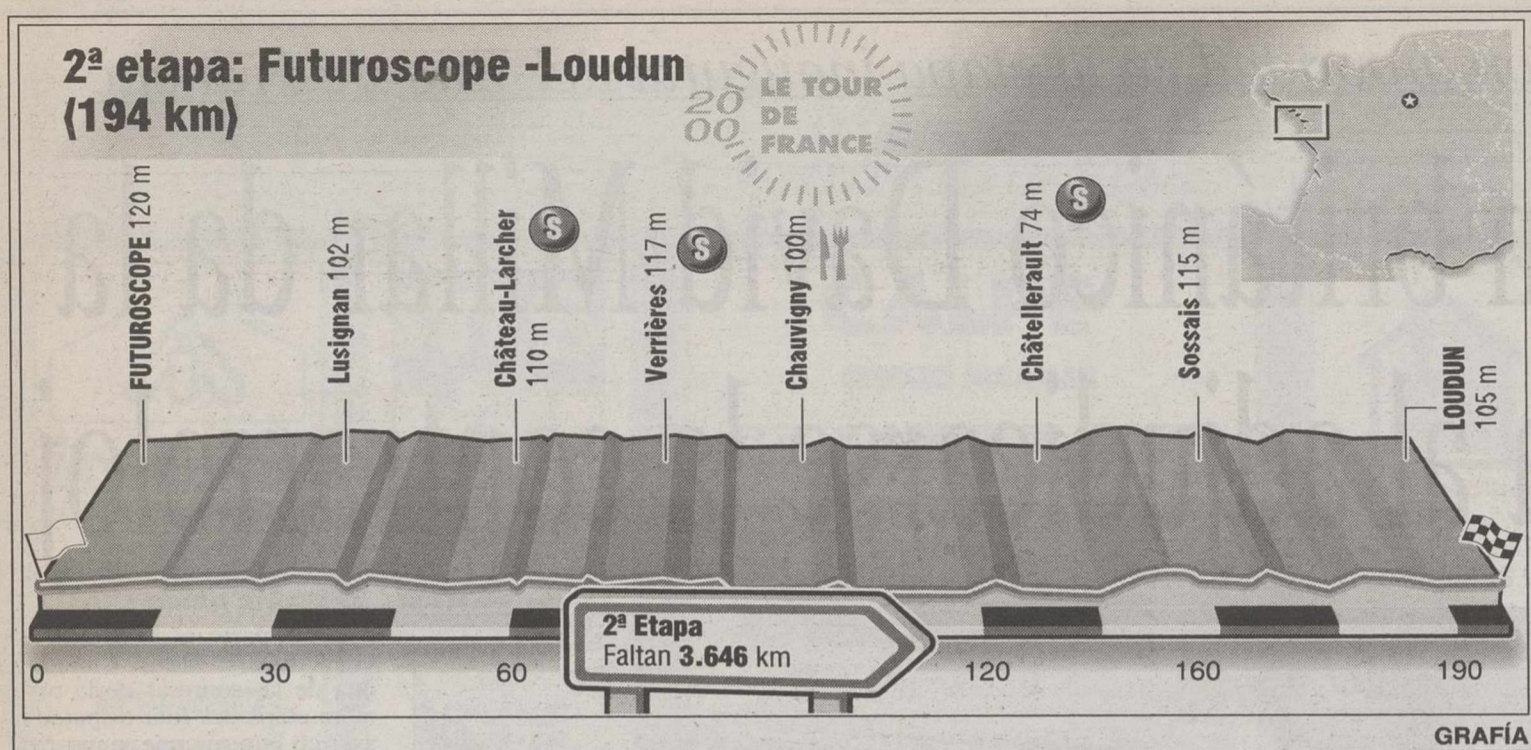 2ª etapa: Futuroscope -Loudun
(194 km)
20
00
LE TOUR
DE
FRANCE
FUTUROSCOPE 120 m
Lusignan 102 m
Château-Larcher
110 m
S
Verrières 117 m
S
Chauvigny 100m
Châtellerault 74 m
S
Sossais 115 m
LOUDUN
105 m
2ª Etapa
Faltan 3.646 km
0 30 60 120 160 190
GRAFÍA